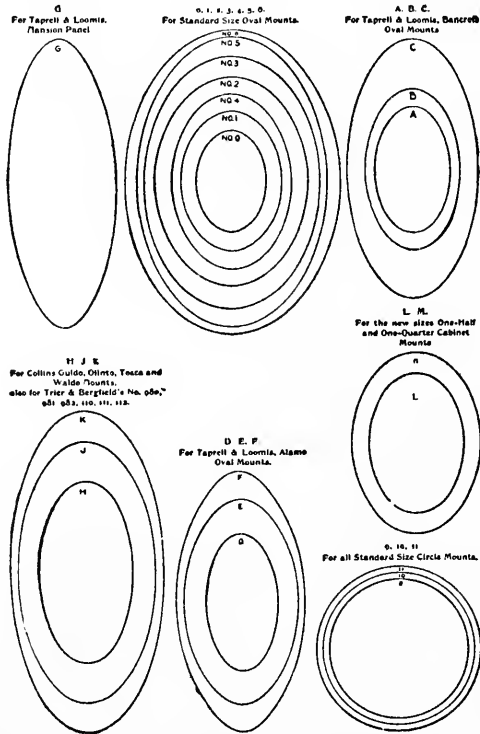 G
For Taprell & Loomis,
Mansion Panel
G
0, 1, 2, 3, 4, 5, 6.
For Standard Size Oval Mounts.
NO. 6
NO. 5
NO. 3
NO. 2
NO. 4
NO. 1
NO. 0
A. B. C.
For Taprell & Loomis, Bancroft
Oval Mounts
C
B
A
L. M.
For the new sizes One-Half
and One-Quarter Cabinet
Mounts
L
H J K
For Collins Guido, Olinto, Tosca and
Waldo Mounts.
also for Trier & Bergfield's No. 980,
981 982, 110, 111, 112.
K
J
H
D E. F
For Taprell & Loomis, Alamo
Oval Mounts.
F
E
D
9, 10, 11
For all Standard Size Circle Mounts.
11
10